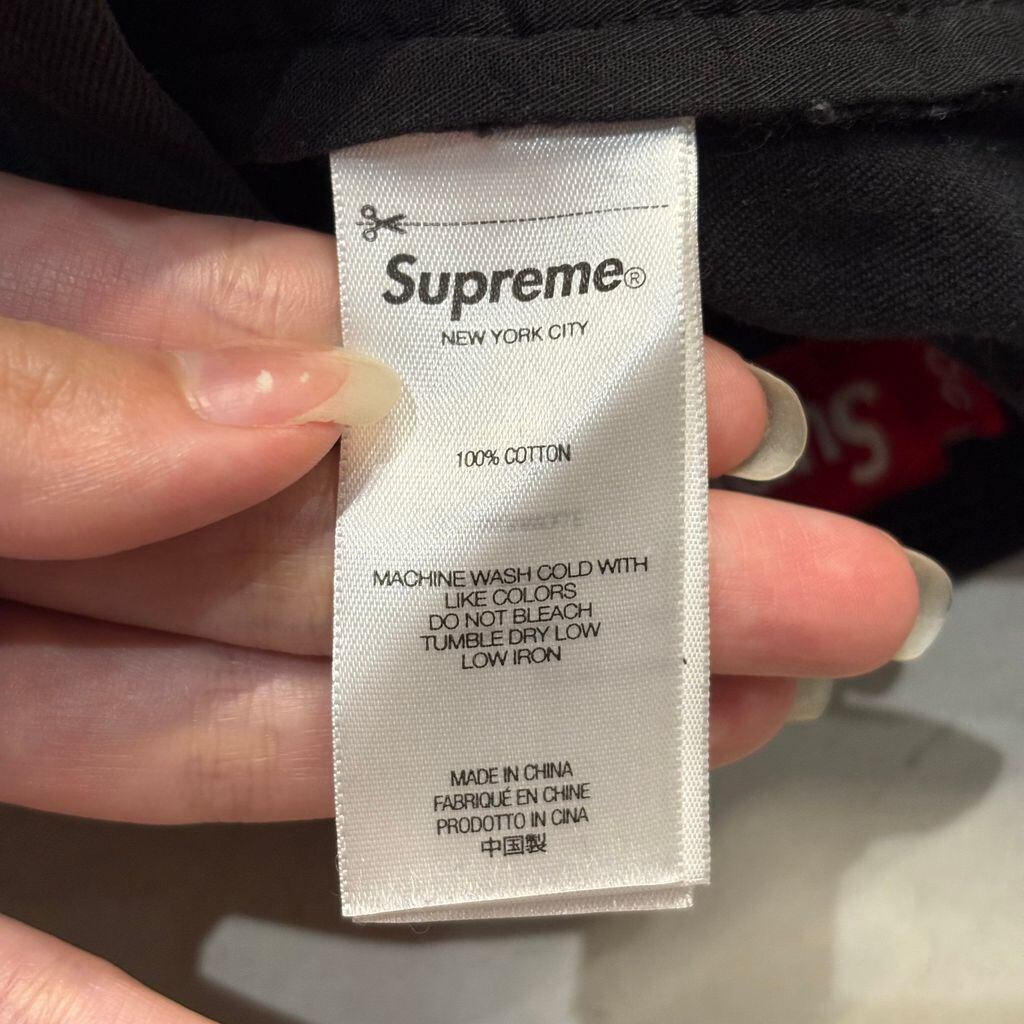 Supreme®
NEW YORK CITY
100% COTTON
MACHINE WASH COLD WITH
LIKE COLORS
DO NOT BLEACH
TUMBLE DRY LOW
LOW IRON
MADE IN CHINA
FABRIQUÉ EN CHINE
PRODOTTO IN CINA
中国製
Su